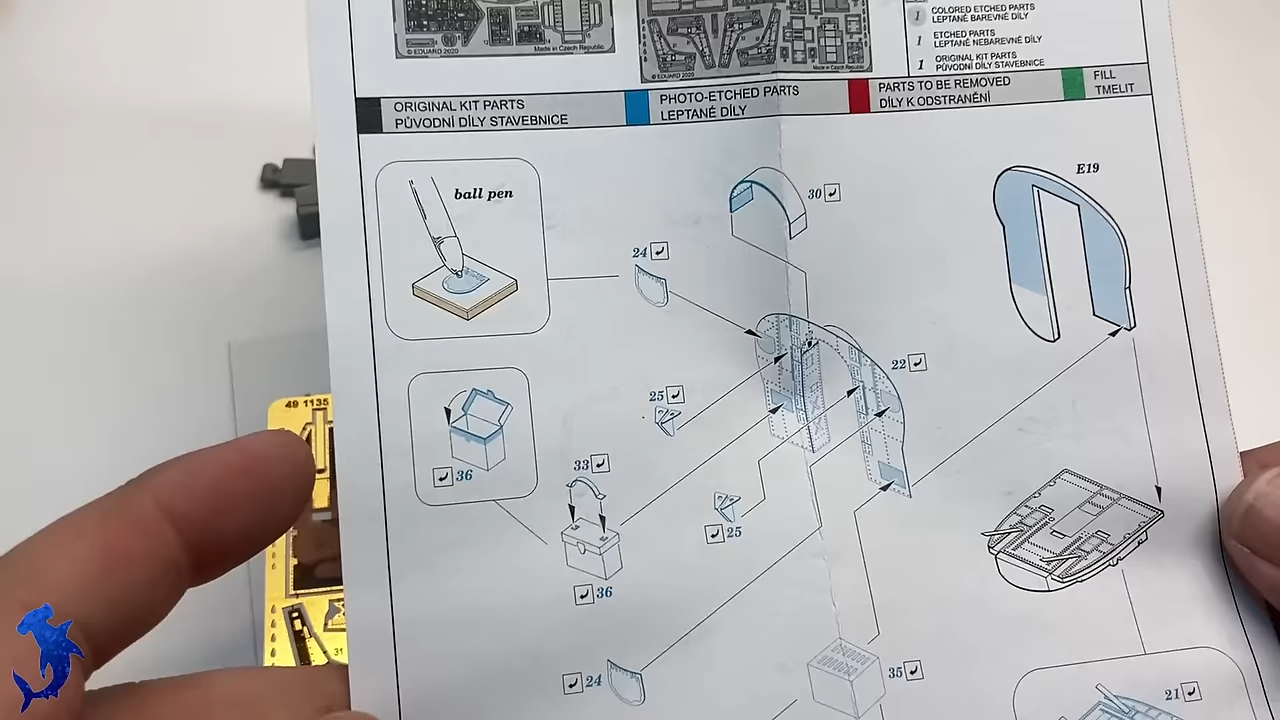 © EDUARD 2020
Made in Czech Republic
© EDUARD 2020
Made in Czech Republic
1 COLORED ETCHED PARTS
LEPTANÉ BAREVNÉ DÍLY
1 ETCHED PARTS
LEPTANÉ NEBAREVNÉ DÍLY
1 ORIGINAL KIT PARTS
PŮVODNÍ DÍLY STAVEBNICE
ORIGINAL KIT PARTS
PŮVODNÍ DÍLY STAVEBNICE
PHOTO-ETCHED PARTS
LEPTANÉ DÍLY
PARTS TO BE REMOVED
DÍLY K ODSTRANĚNÍ
FILL
TMELIT
ball pen
30
E19
24
22
25
36
33
25
36
24
35
21
49 1135
31